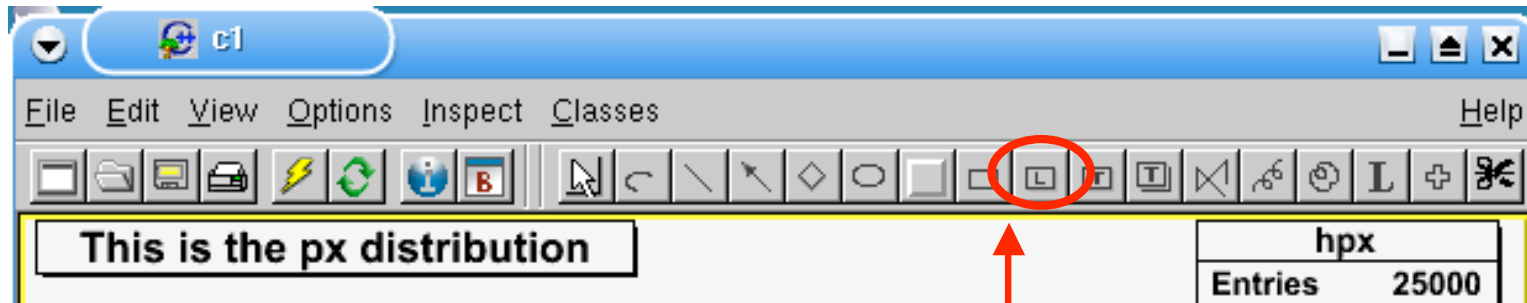 c1
File Edit View Options Inspect Classes Help
B L T T L
This is the px distribution
hpx
Entries 25000